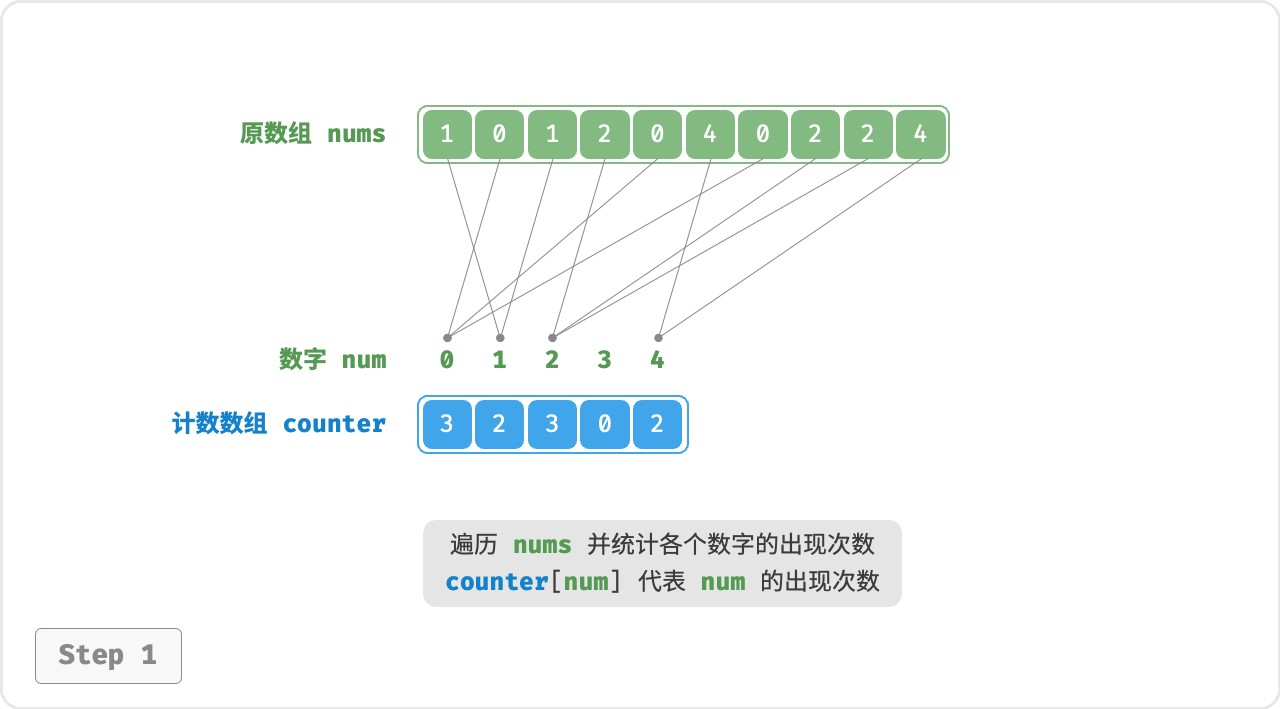 原数组 nums 1 0 1 2 0 4 0 2 2 4
数字 num 0 1 2 3 4
计数数组 counter 3 2 3 0 2
遍历 nums 并统计各个数字的出现次数
counter[num] 代表 num 的出现次数
Step 1